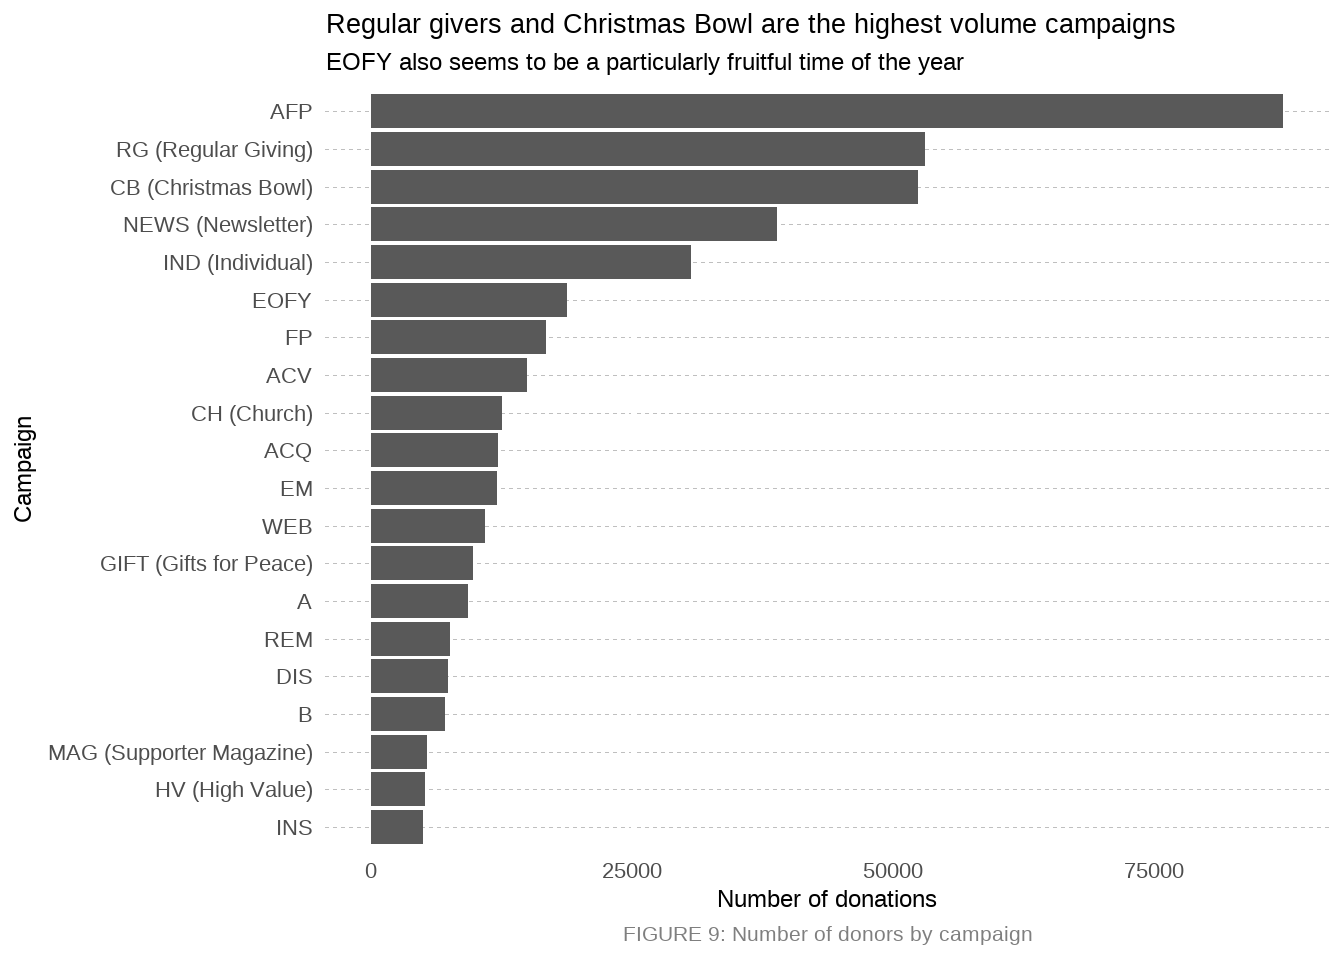 Regular givers and Christmas Bowl are the highest volume campaigns
EOFY also seems to be a particularly fruitful time of the year
Campaign
AFP
RG (Regular Giving)
CB (Christmas Bowl)
NEWS (Newsletter)
IND (Individual)
EOFY
FP
ACV
CH (Church)
ACQ
EM
WEB
GIFT (Gifts for Peace)
A
REM
DIS
B
MAG (Supporter Magazine)
HV (High Value)
INS
0 25000 50000 75000
Number of donations
FIGURE 9: Number of donors by campaign